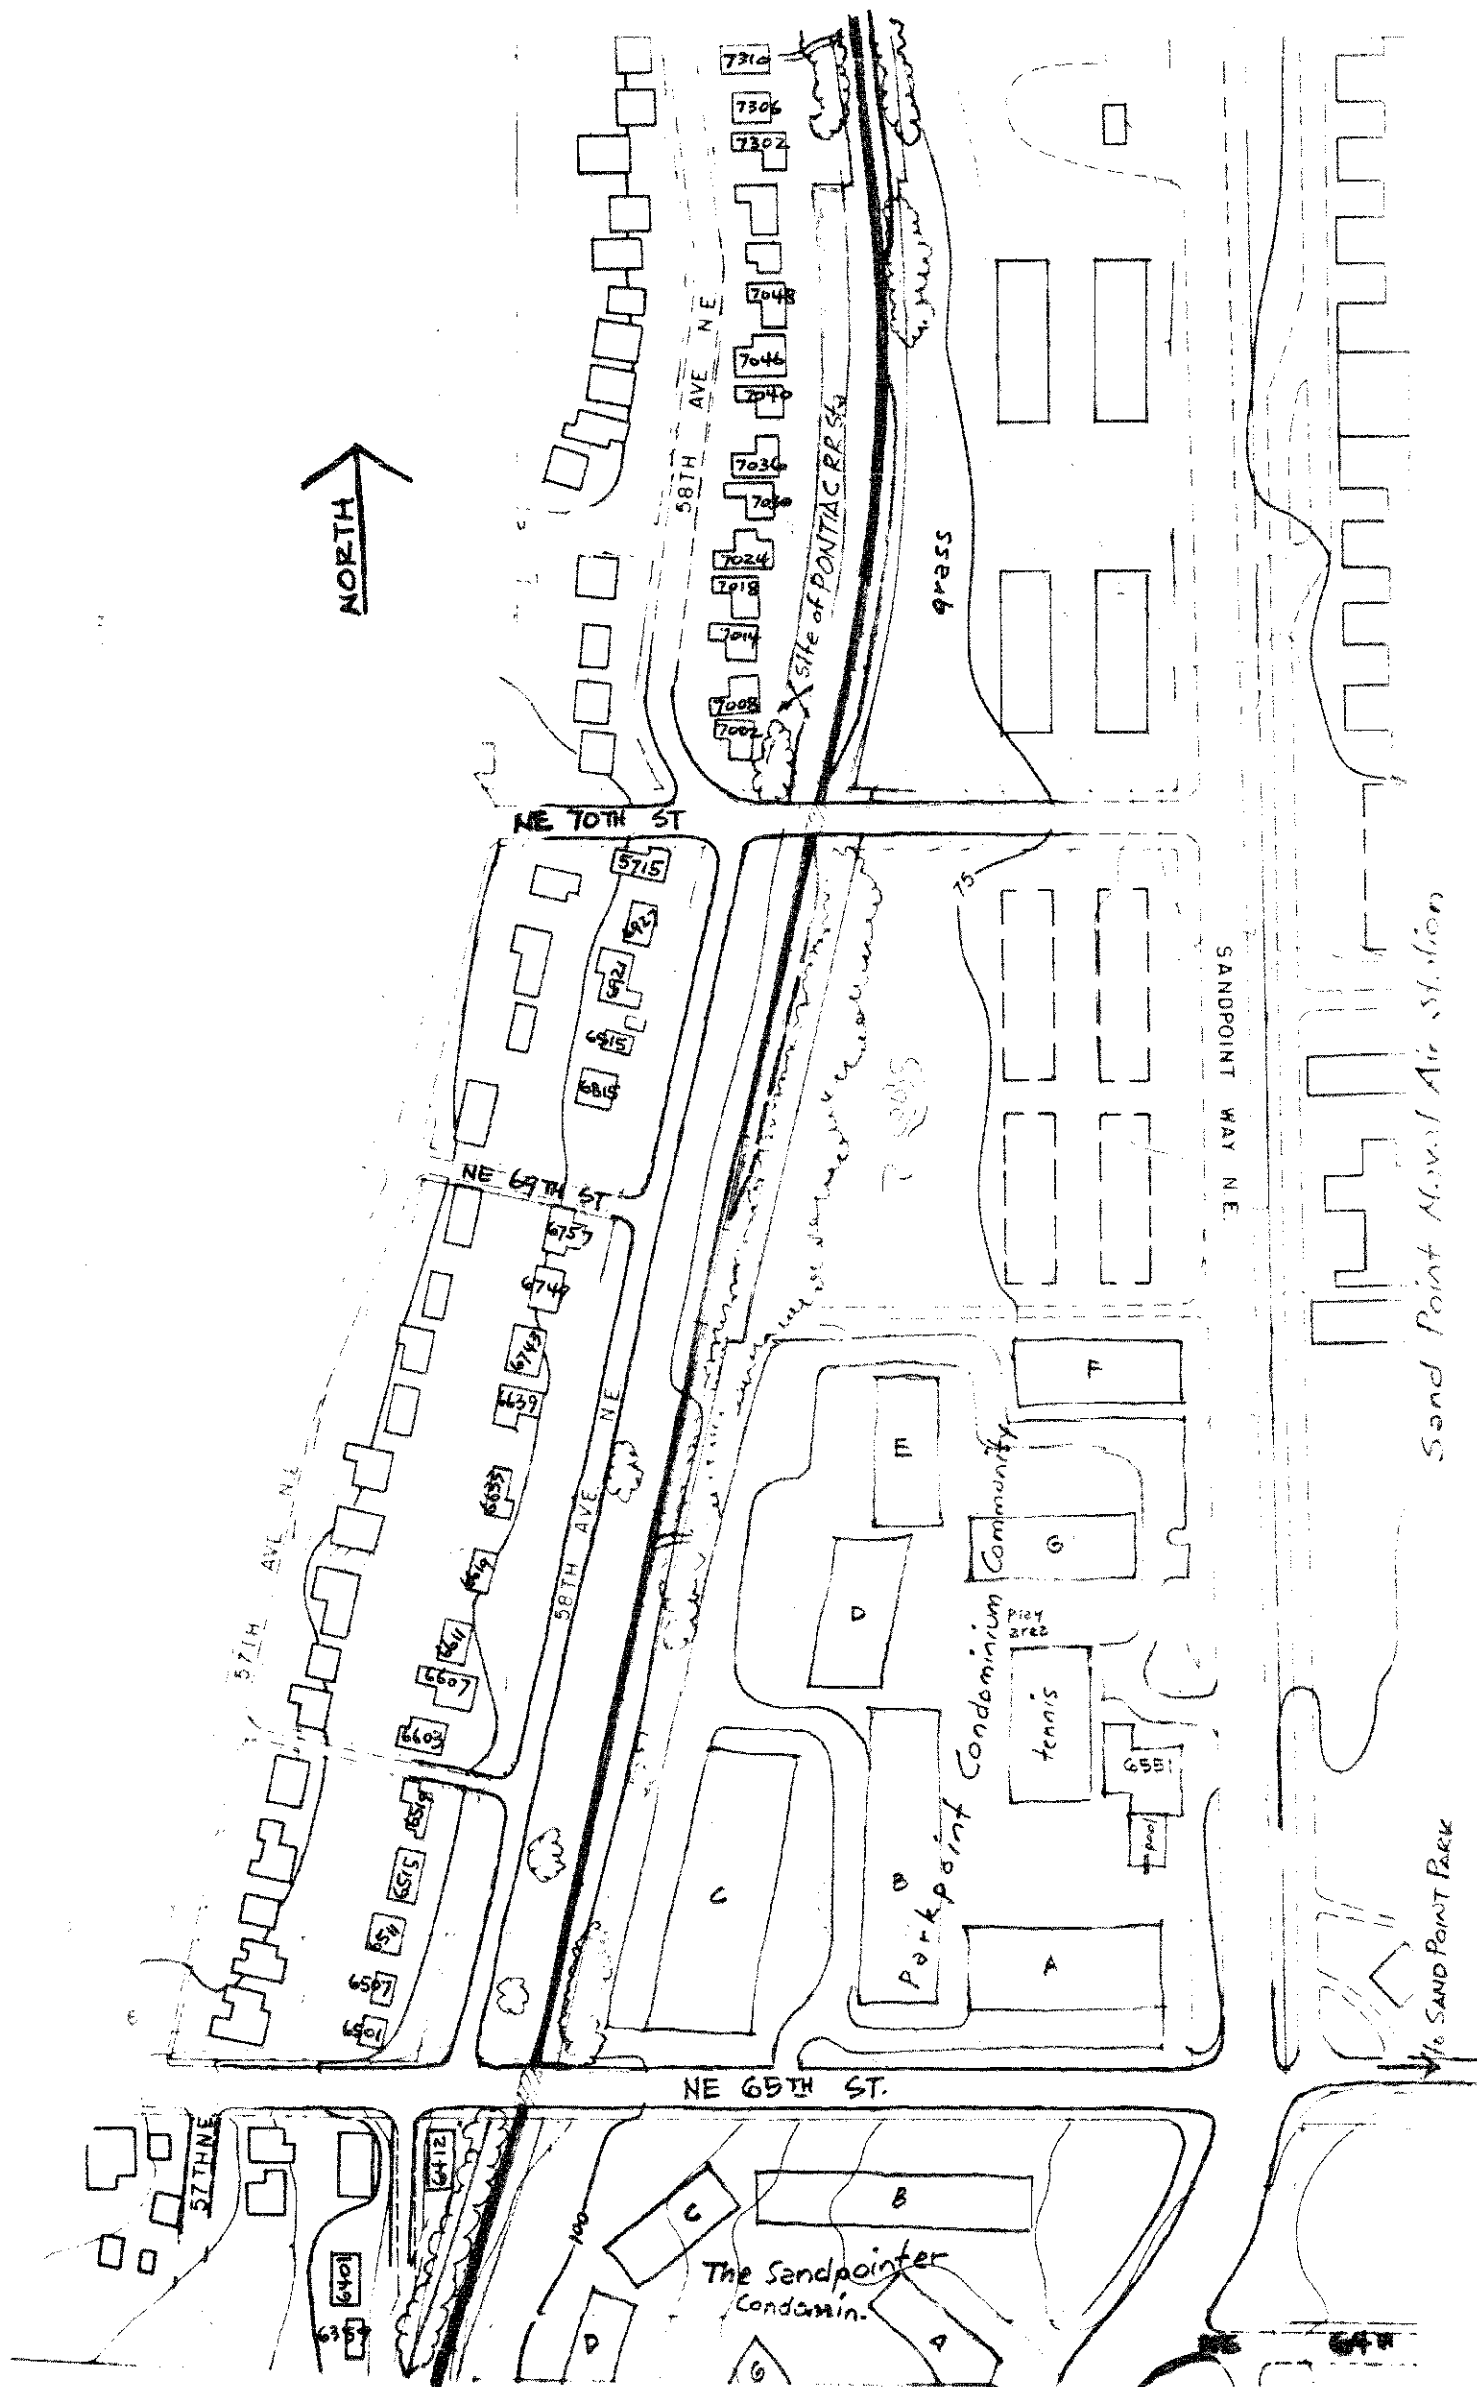 7310
7306
7302
7048
58TH AVE NE
7046
7040
7036
NORTH
7024
7018
7014
X site of PONTIAC RR Sta
grass
7008
7002
NE 70TH ST
5715
75
6927
6921
6915
6815
SANDPOINT WAY N.E.
Sand Point Naval Air Station
NE 69TH ST
6757
6749
6743
6639
F
E
6633
G
57TH AVE NE
58TH AVE NE
6619
D
6611
6607
6603
play
area
tennis
Parkpoint Condominium Community
6551
pool
6519
6515
C
B
A
6511
6507
6501
to SAND POINT PARK
NE 65TH ST.
57TH NE
6412
C
B
100
6401
The Sandpointer
Condomin.
D
A
G
NE 64TH